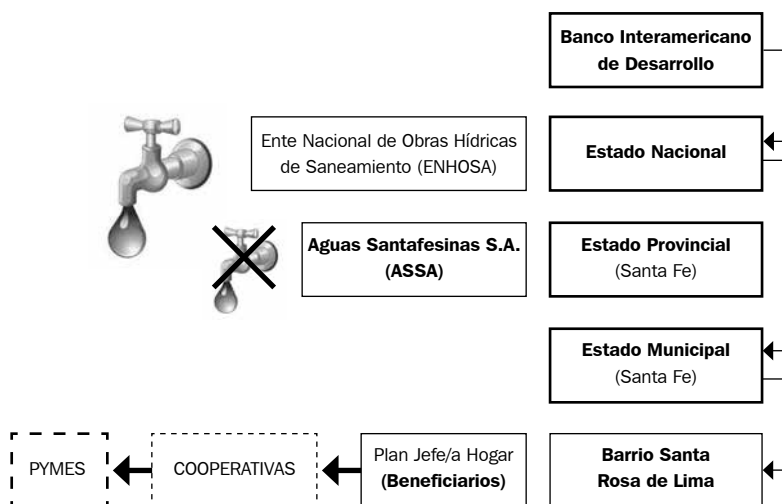 Banco Interamericano
de Desarrollo
Ente Nacional de Obras Hídricas
de Saneamiento (ENHOSA)
Estado Nacional
Aguas Santafesinas S.A.
(ASSA)
Estado Provincial
(Santa Fe)
Estado Municipal
(Santa Fe)
PYMES
COOPERATIVAS
Plan Jefe/a Hogar
(Beneficiarios)
Barrio Santa
Rosa de Lima